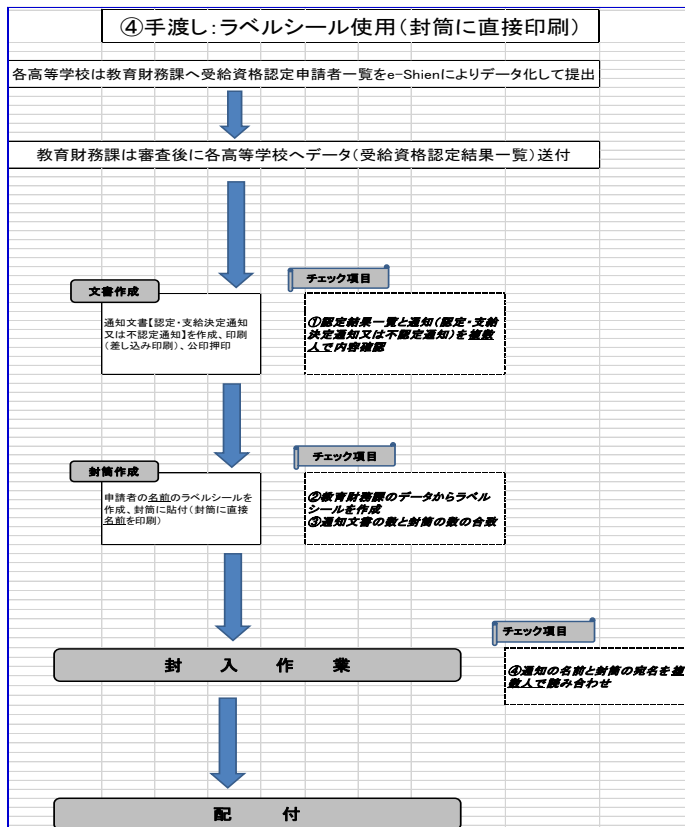 ④手渡し:ラベルシール使用(封筒に直接印刷)
各高等学校は教育財務課へ受給資格認定申請者一覧をe-Shienによりデータ化して提出
教育財務課は審査後に各高等学校へデータ(受給資格認定結果一覧)送付
文書作成
通知文書【認定・支給決定通知
又は不認定通知】を作成、印刷
(差し込み印刷)、公印押印
チェック項目
①認定結果一覧と通知(認定・支給
決定通知又は不認定通知)を複数
人で内容確認
封筒作成
申請者の名前のラベルシールを
作成、封筒に貼付(封筒に直接
名前を印刷)
チェック項目
②教育財務課のデータからラベル
シールを作成
③通知文書の数と封筒の数の合致
封入作業
チェック項目
④通知の名前と封筒の宛名を複
数人で読み合わせ
配付